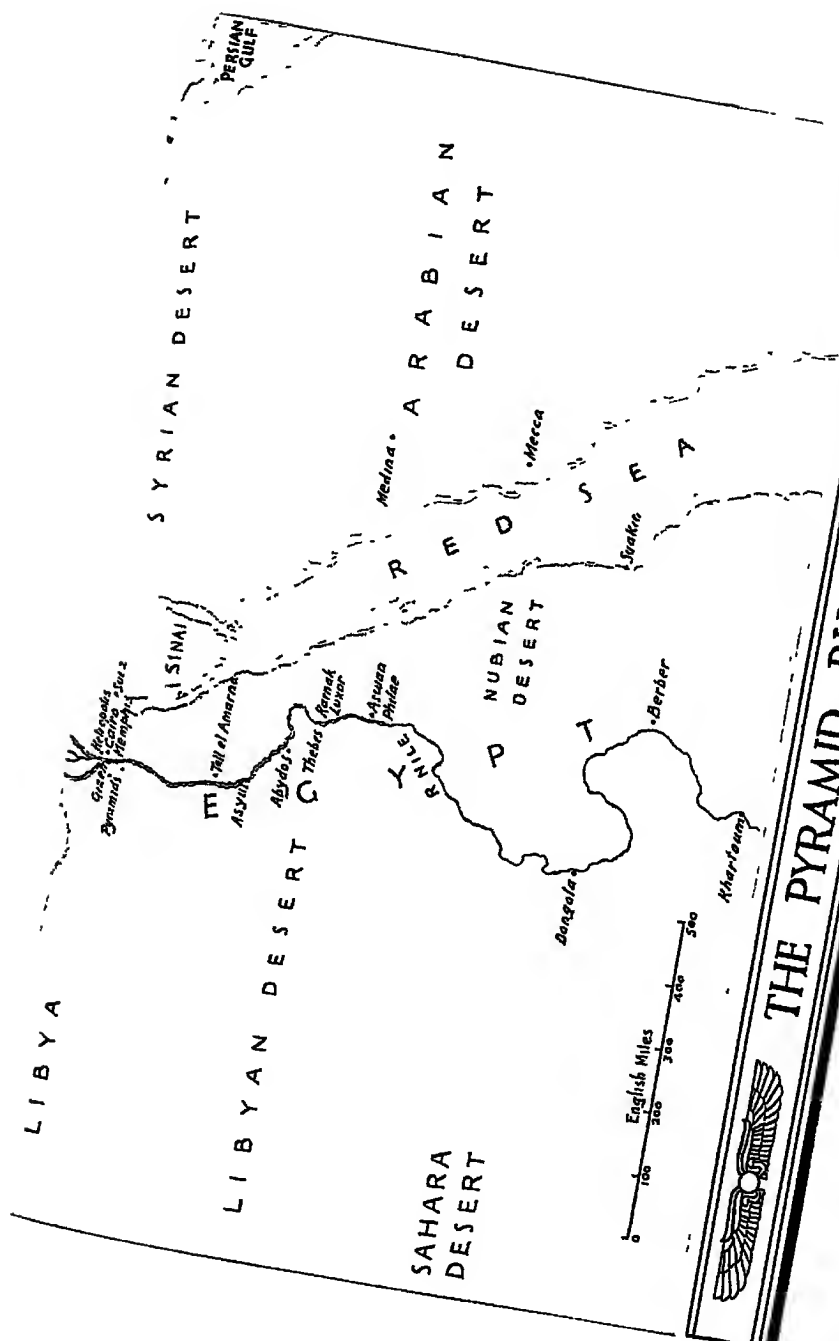 PERSIAN
GULF
LIBYA
SYRIAN DESERT
Heliopolis
Cairo
Suez
Gizeh
Pyramids
Memphis
SINAI
Tell el Amarna
Asyut
LIBYAN DESERT
Abydos
Thebes
Karnak
Luxor
Aswan
Philae
EGYPT
R NILE
Medina
ARABIAN
DESERT
RED SEA
Mecca
NUBIAN
DESERT
Suakin
SAHARA
DESERT
Dongola
Berber
Khartoum
English Miles
0 100 200 300 400 500
THE PYRAMID